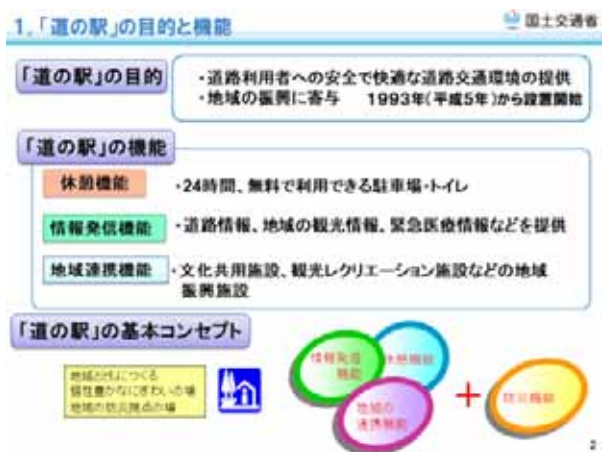 1.「道の駅」の目的と機能
国土交通省
「道の駅」の目的
・道路利用者への安全で快適な道路交通環境の提供
・地域の振興に寄与 1993年(平成5年)から設置開始
「道の駅」の機能
休憩機能
・24時間、無料で利用できる駐車場・トイレ
情報発信機能
・道路情報、地域の観光情報、緊急医療情報などを提供
地域連携機能
・文化共用施設、観光レクリエーション施設などの地域
振興施設
「道の駅」の基本コンセプト
地域とともにつくる
個性豊かなにぎわいの場
地域の防災拠点の場
情報発信
機能
休憩機能
地域の
連携機能
+
防災機能
2